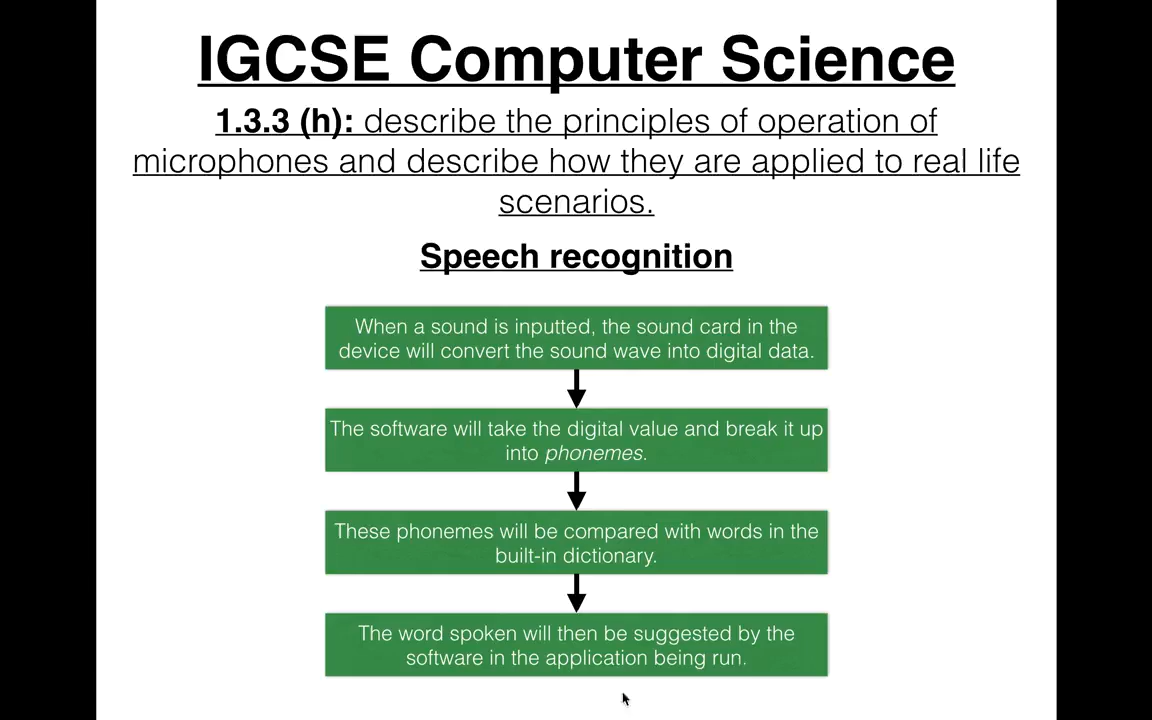 IGCSE Computer Science
1.3.3 (h): describe the principles of operation of
microphones and describe how they are applied to real life
scenarios.
Speech recognition
When a sound is inputted, the sound card in the
device will convert the sound wave into digital data.
The software will take the digital value and break it up
into phonemes.
These phonemes will be compared with words in the
built-in dictionary.
The word spoken will then be suggested by the
software in the application being run.